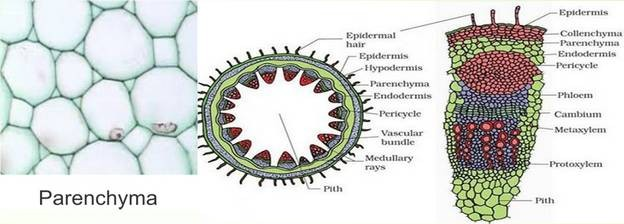 Parenchyma
Epidermal
hair
Epidermis
Hypodermis
Parenchyma
Endodermis
Pericycle
Vascular
bundle
Medullary
rays
Pith
Epidermis
Collenchyma
Parenchyma
Endodermis
Pericycle
Phloem
Cambium
Metaxylem
Protoxylem
Pith